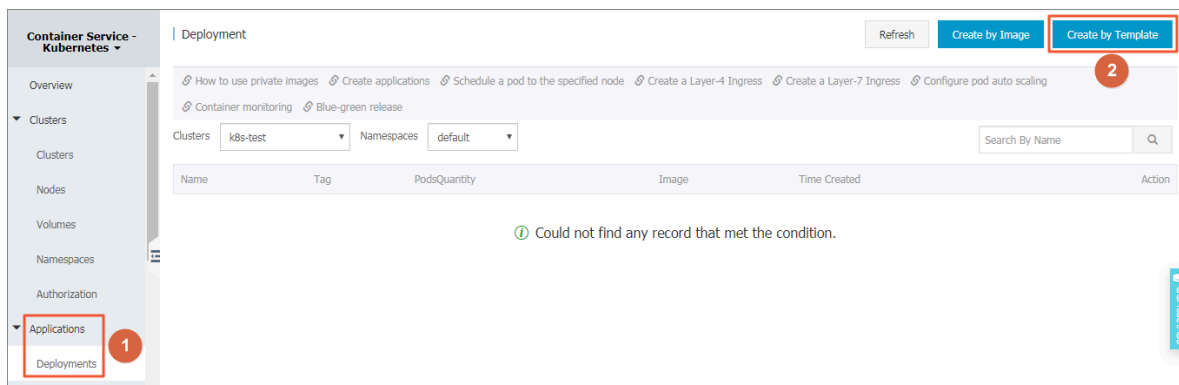 Container Service -
Kubernetes
Deployment
Refresh
Create by Image
Create by Template
2
Overview
How to use private images
Create applications
Schedule a pod to the specified node
Create a Layer-4 Ingress
Create a Layer-7 Ingress
Configure pod auto scaling
Container monitoring
Blue-green release
Clusters
Clusters
k8s-test
Namespaces
default
Search By Name
Clusters
Name
Tag
PodsQuantity
Image
Time Created
Action
Nodes
Volumes
Could not find any record that met the condition.
Namespaces
Authorization
Applications
1
Deployments